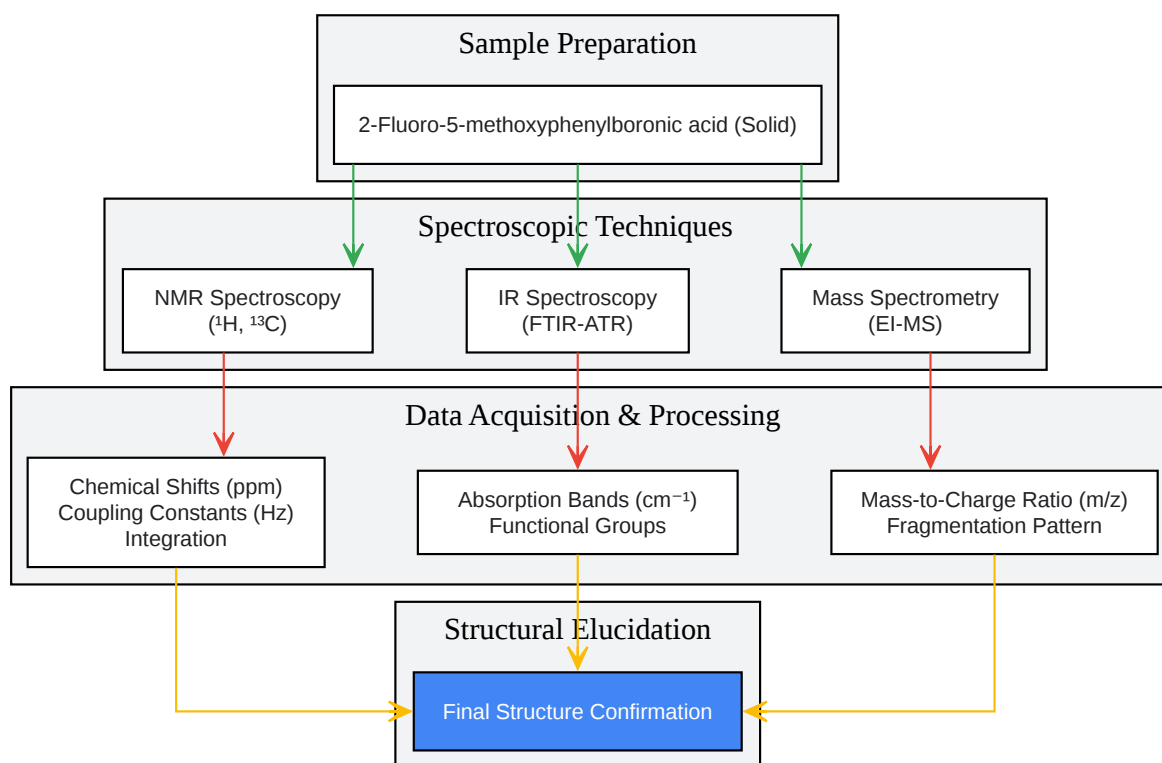 Sample Preparation
2-Fluoro-5-methoxyphenylboronic acid (Solid)
Spectroscopic Techniques
NMR Spectroscopy
(¹H, ¹³C)
IR Spectroscopy
(FTIR-ATR)
Mass Spectrometry
(EI-MS)
Data Acquisition & Processing
Chemical Shifts (ppm)
Coupling Constants (Hz)
Integration
Absorption Bands (cm⁻¹)
Functional Groups
Mass-to-Charge Ratio (m/z)
Fragmentation Pattern
Structural Elucidation
Final Structure Confirmation